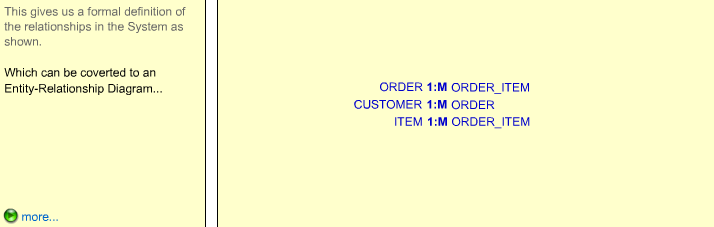 This gives us a formal definition of
the relationships in the System as
shown.
Which can be coverted to an
Entity-Relationship Diagram...
more...
ORDER 1:M ORDER_ITEM
CUSTOMER 1:M ORDER
ITEM 1:M ORDER_ITEM